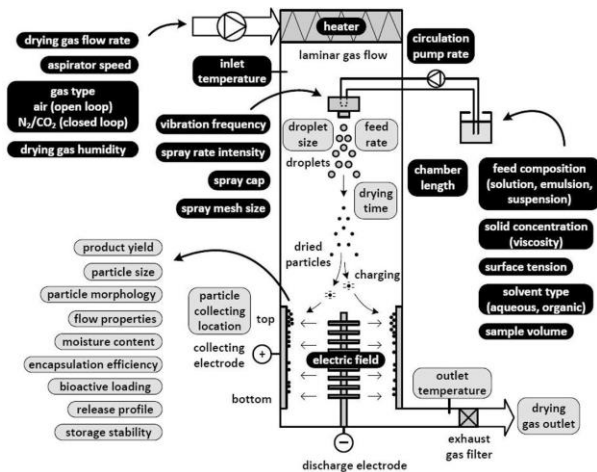 heater
laminar gas flow
drying gas flow rate
aspirator speed
gas type
air (open loop)
N₂/CO₂ (closed loop)
drying gas humidity
inlet
temperature
circulation
pump rate
vibration frequency
spray rate intensity
spray cap
spray mesh size
droplet
size
feed
rate
droplets
drying
time
chamber
length
feed composition
(solution, emulsion,
suspension)
solid concentration
(viscosity)
surface tension
solvent type
(aqueous, organic)
sample volume
dried
particles
charging
product yield
particle size
particle morphology
flow properties
moisture content
encapsulation efficiency
bioactive loading
release profile
storage stability
particle
collecting
location
top
collecting
electrode
+
bottom
electric field
outlet
temperature
drying
gas outlet
exhaust
gas filter
−
discharge electrode